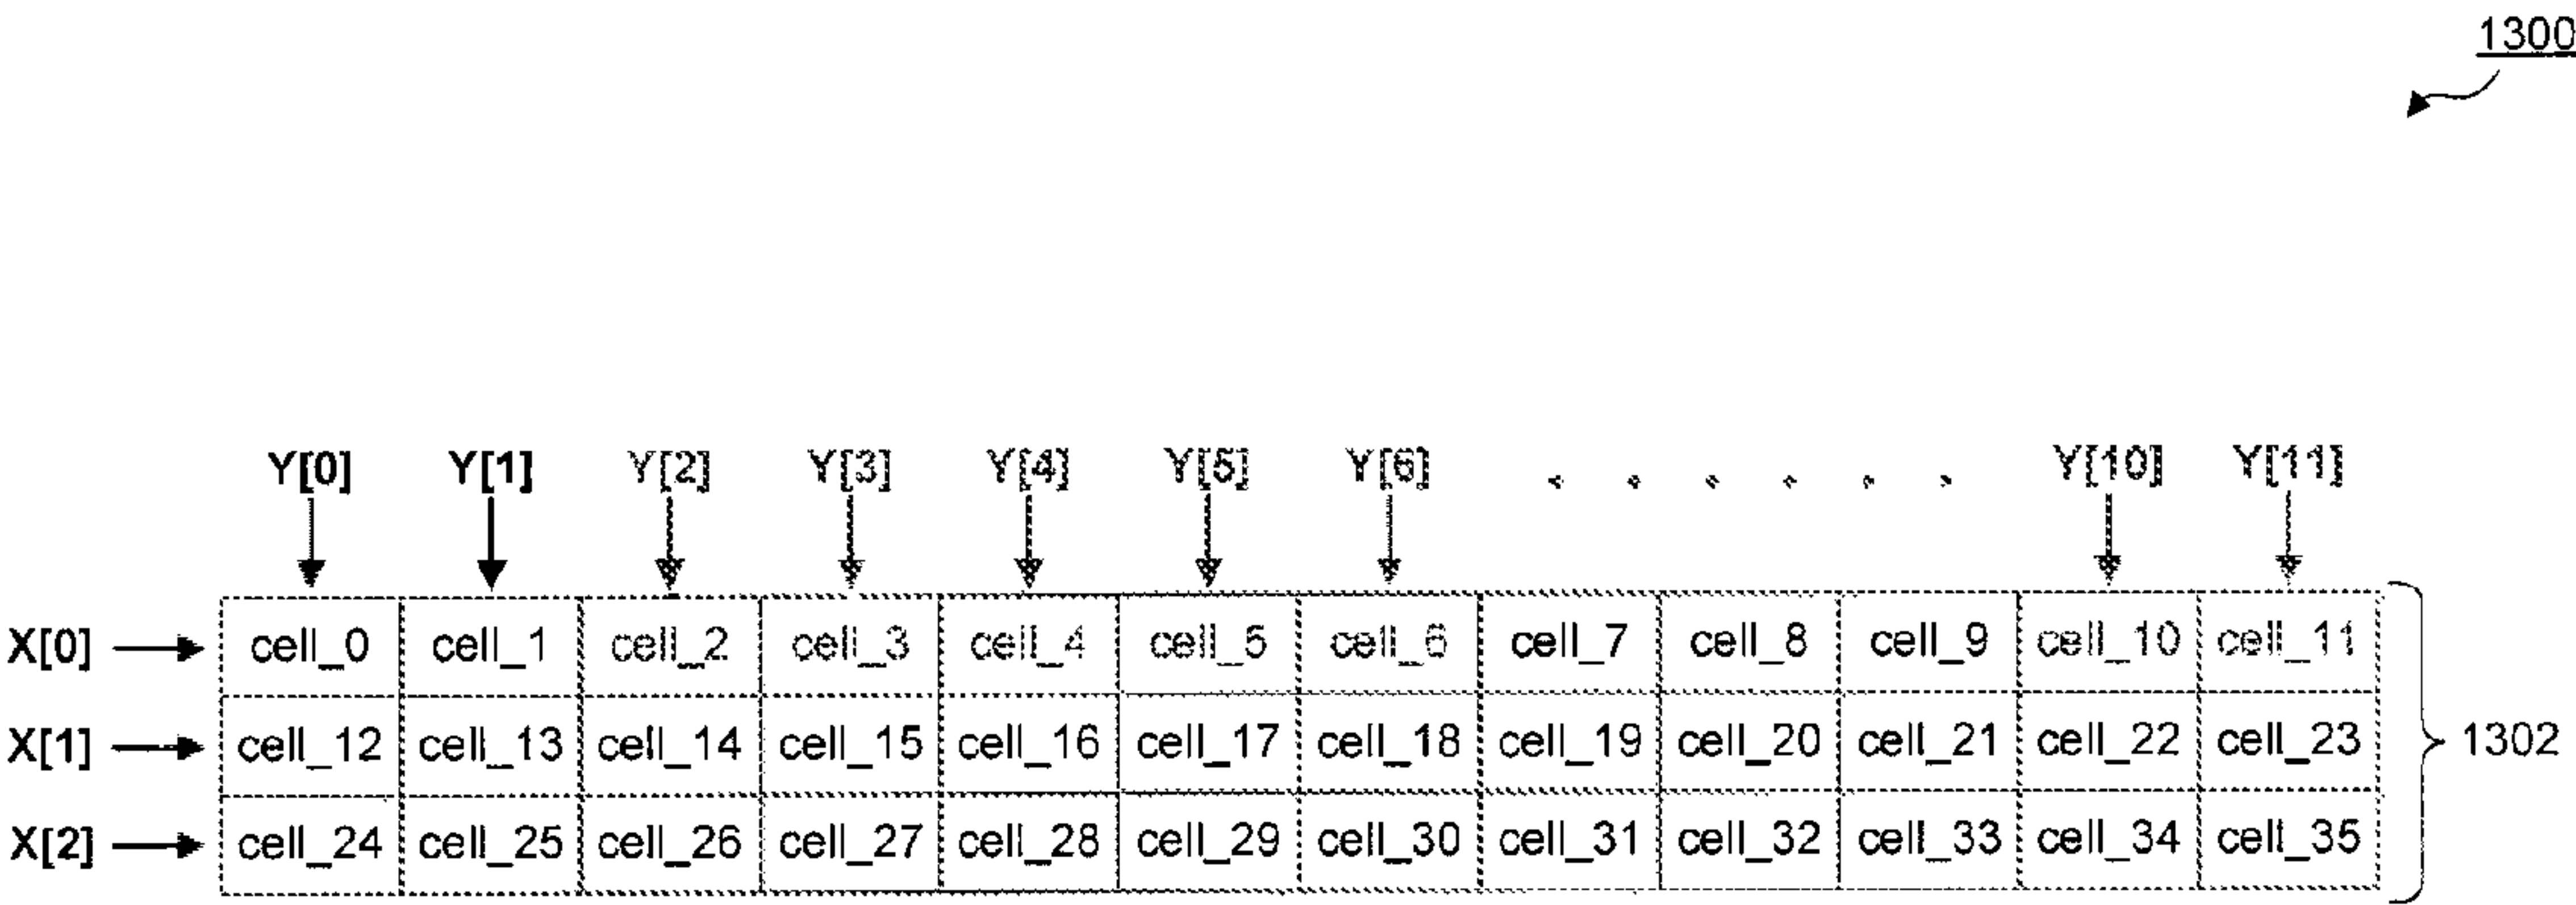 1300
Y[0] Y[1] Y[2] Y[3] Y[4] Y[5] Y[6] . . . . . . Y[10] Y[11]
X[0] cell_0 cell_1 cell_2 cell_3 cell_4 cell_5 cell_6 cell_7 cell_8 cell_9 cell_10 cell_11
X[1] cell_12 cell_13 cell_14 cell_15 cell_16 cell_17 cell_18 cell_19 cell_20 cell_21 cell_22 cell_23 1302
X[2] cell_24 cell_25 cell_26 cell_27 cell_28 cell_29 cell_30 cell_31 cell_32 cell_33 cell_34 cell_35